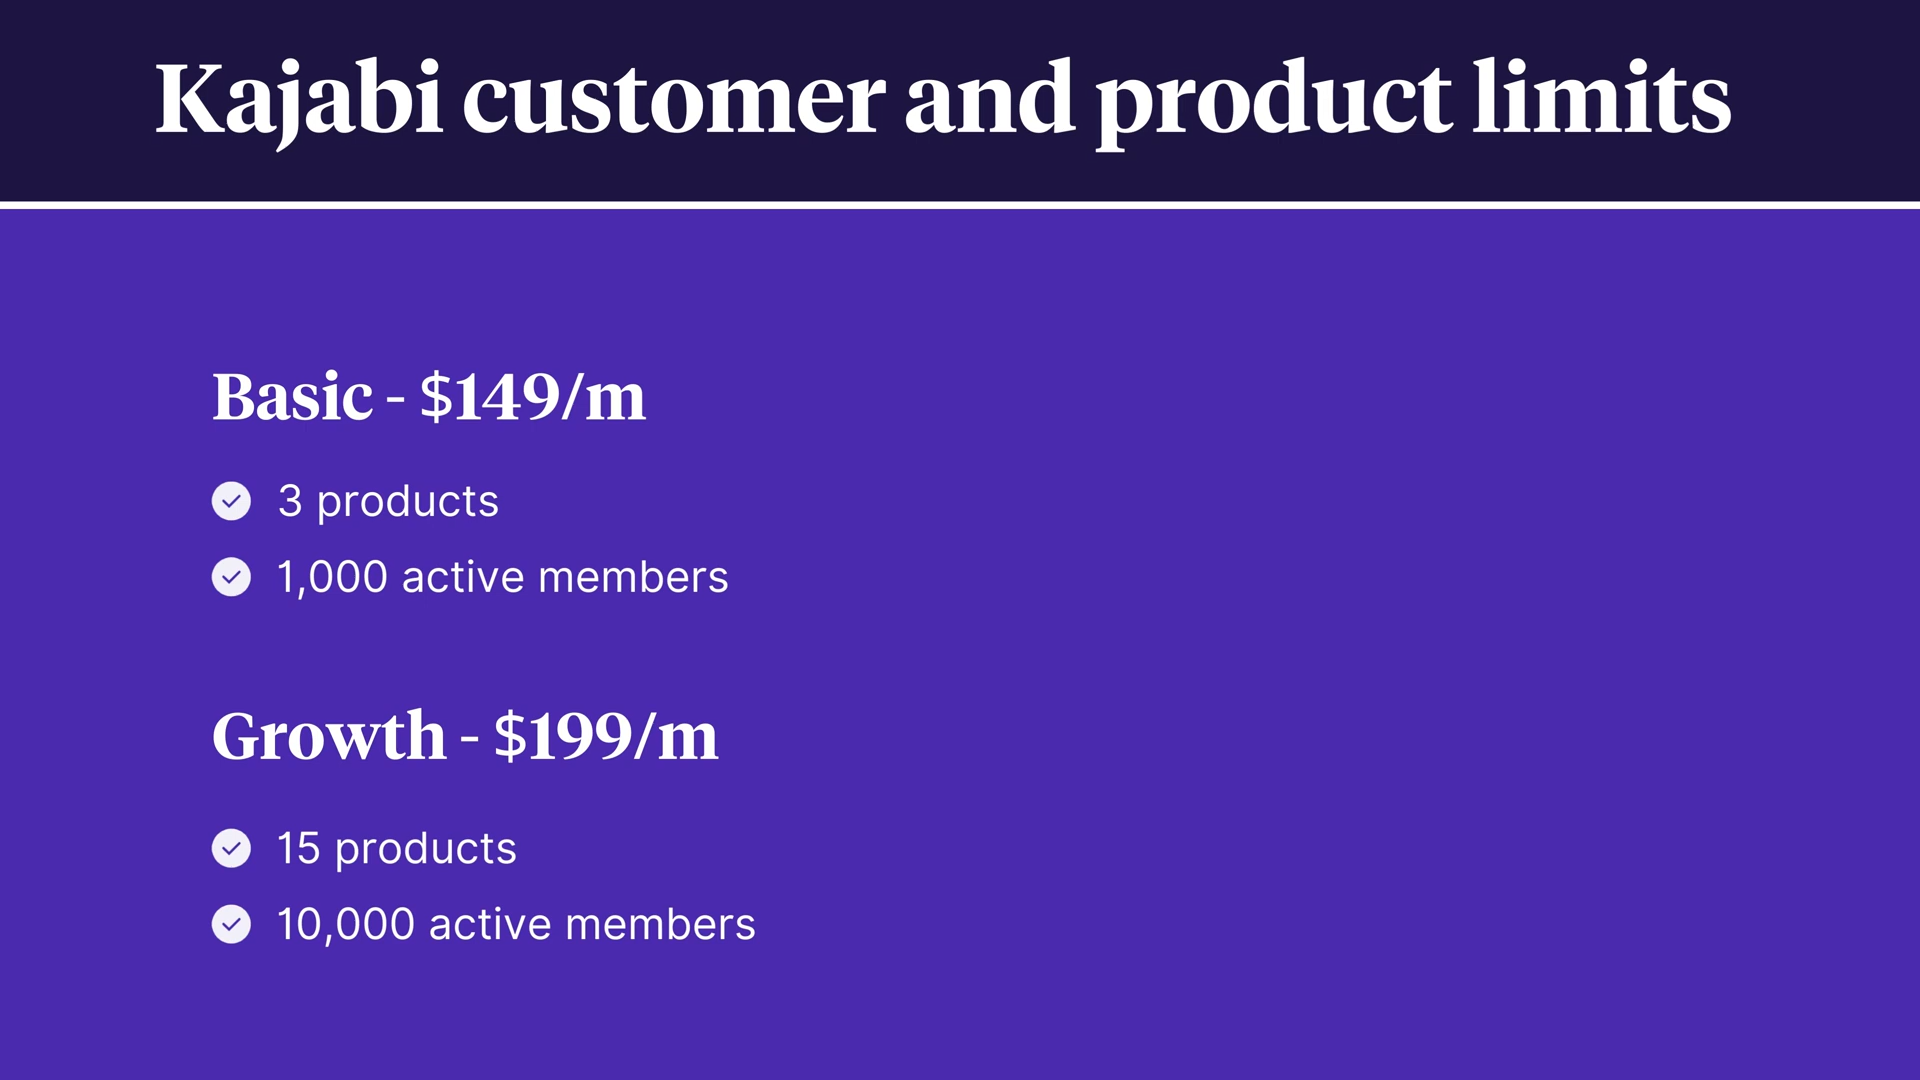 Kajabi customer and product limits
Basic - $149/m
3 products
1,000 active members
Growth - $199/m
15 products
10,000 active members